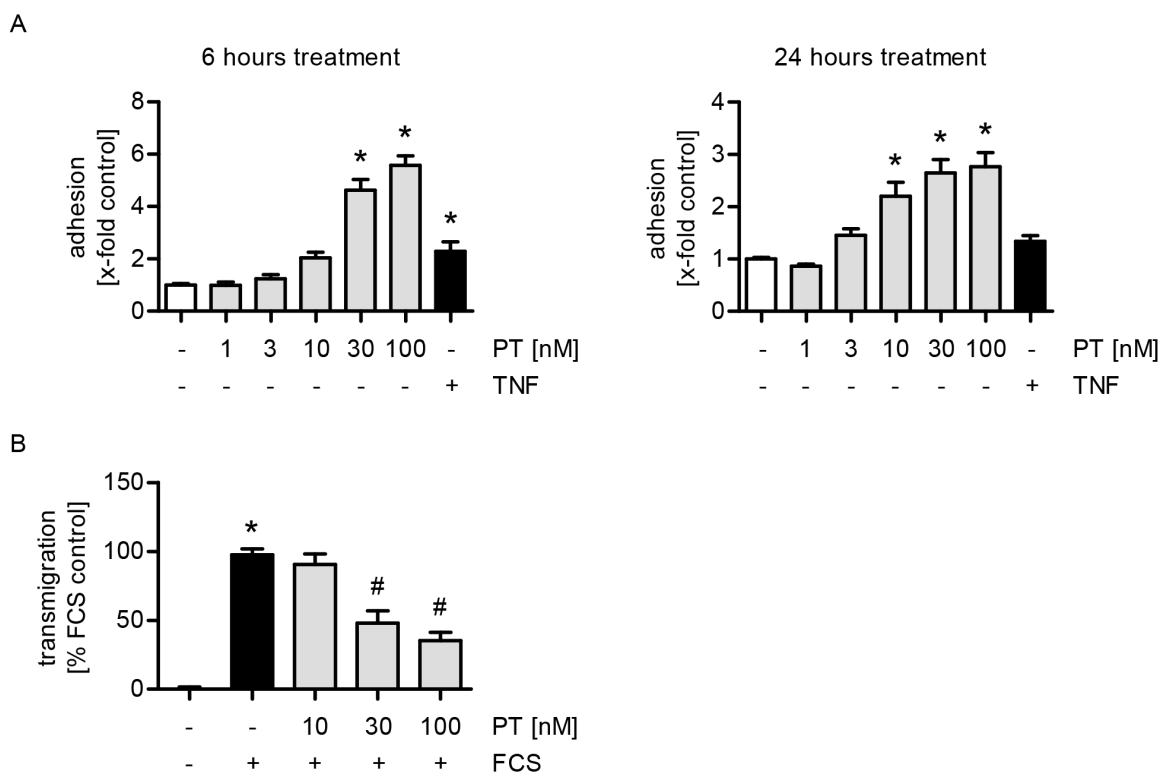 A
6 hours treatment
adhesion
[x-fold control]
8
6
4
2
0
* * *
- 1 3 10 30 100 - PT [nM]
- - - - - - + TNF
24 hours treatment
adhesion
[x-fold control]
4
3
2
1
0
* * *
- 1 3 10 30 100 - PT [nM]
- - - - - - + TNF
B
transmigration
[% FCS control]
150
100
50
0
* # #
- - 10 30 100 PT [nM]
- + + + + FCS